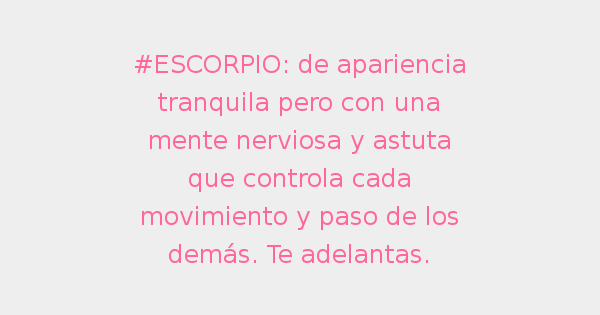 #ESCORPIO: de apariencia
tranquila pero con una
mente nerviosa y astuta
que controla cada
movimiento y paso de los
demás. Te adelantas.